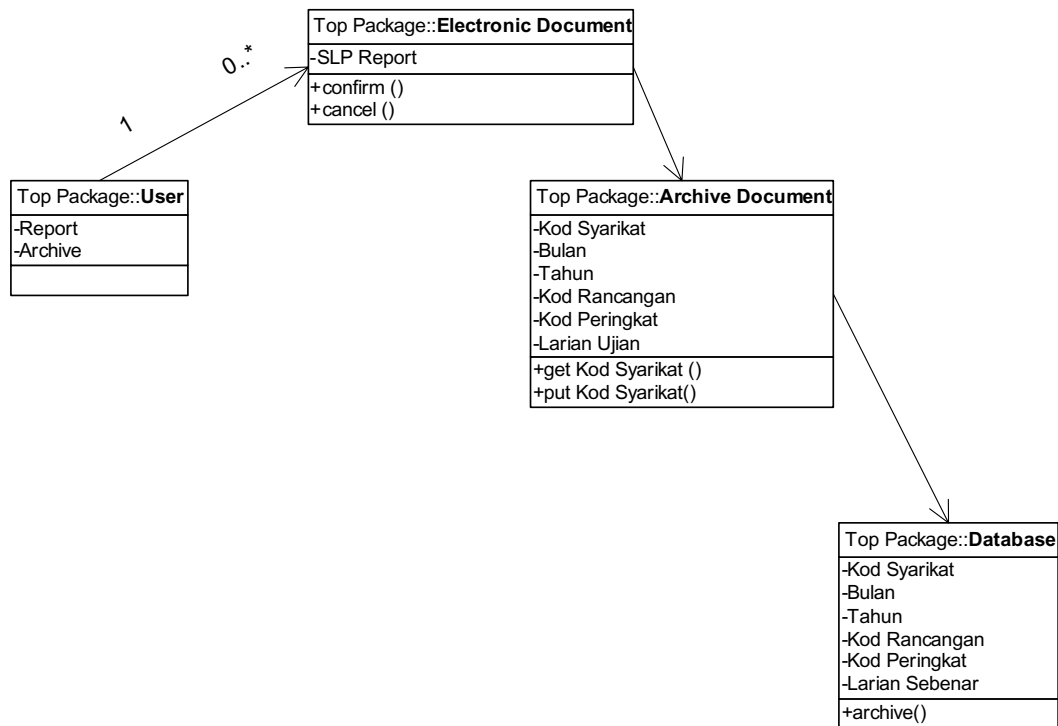 Top Package::Electronic Document
-SLP Report
+confirm ()
+cancel ()
0..*
1
Top Package::User
-Report
-Archive
Top Package::Archive Document
-Kod Syarikat
-Bulan
-Tahun
-Kod Rancangan
-Kod Peringkat
-Larian Ujian
+get Kod Syarikat ()
+put Kod Syarikat()
Top Package::Database
-Kod Syarikat
-Bulan
-Tahun
-Kod Rancangan
-Kod Peringkat
-Larian Sebenar
+archive()